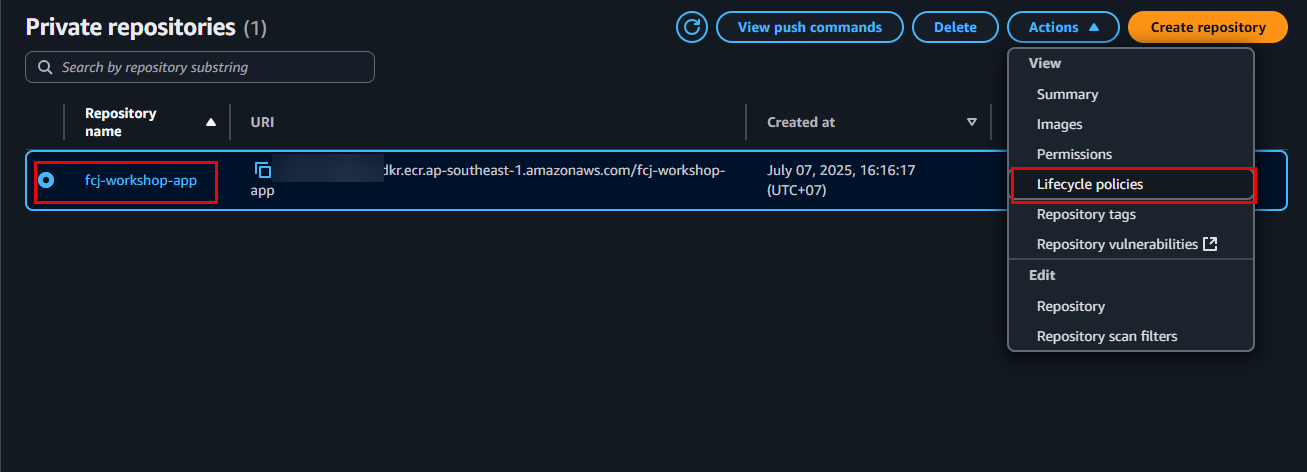 Private repositories (1)
View push commands
Delete
Actions
Create repository
Search by repository substring
Repository
name
URI
Created at
fcj-workshop-app
dkr.ecr.ap-southeast-1.amazonaws.com/fcj-workshop-
app
July 07, 2025, 16:16:17
(UTC+07)
View
Summary
Images
Permissions
Lifecycle policies
Repository tags
Repository vulnerabilities
Edit
Repository
Repository scan filters